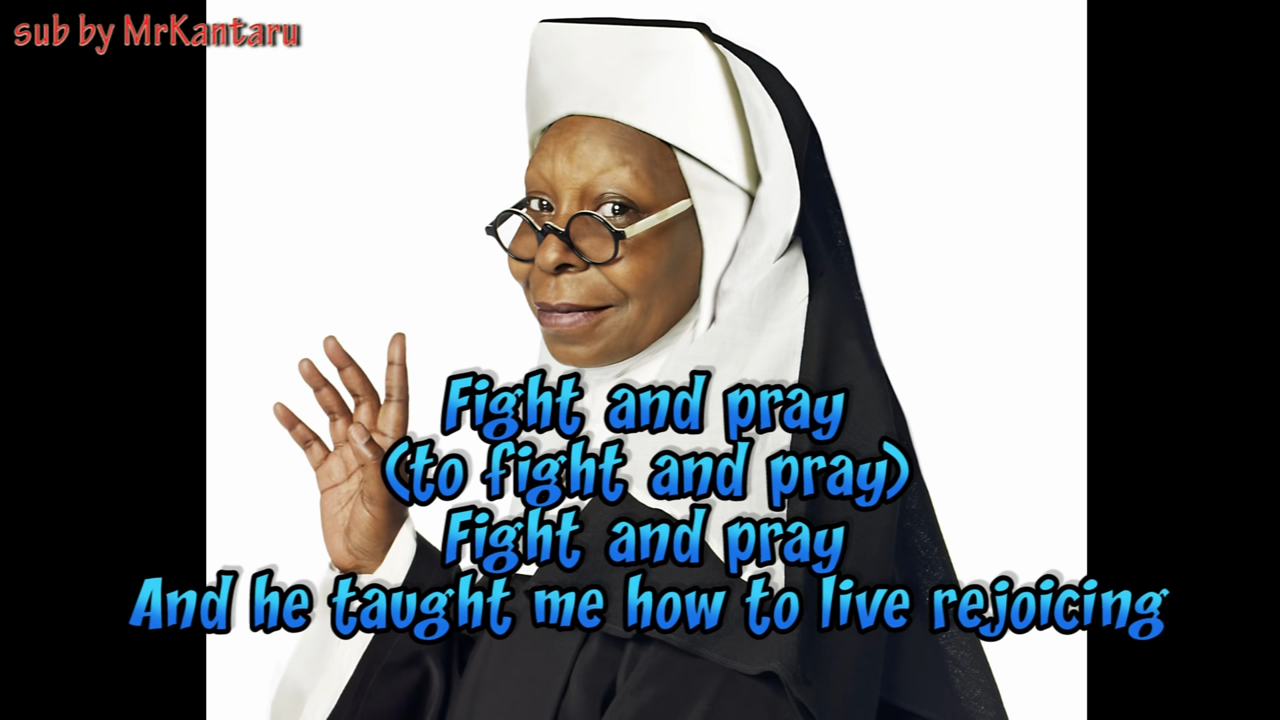 sub by MrKantaru
Fight and pray
(to fight and pray)
Fight and pray
And he taught me how to live rejoicing